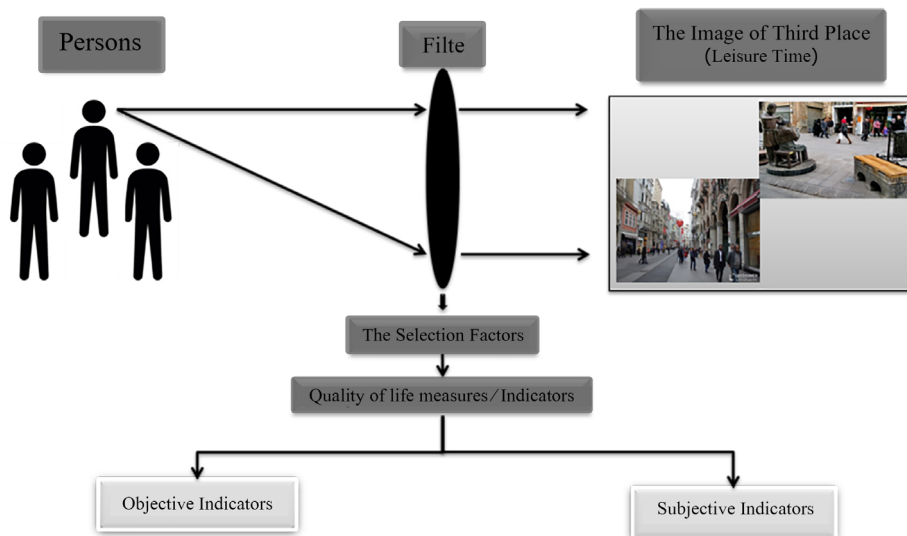 Persons
Filte
The Image of Third Place
(Leisure Time)
The Selection Factors
Quality of life measures/Indicators
Objective Indicators
Subjective Indicators